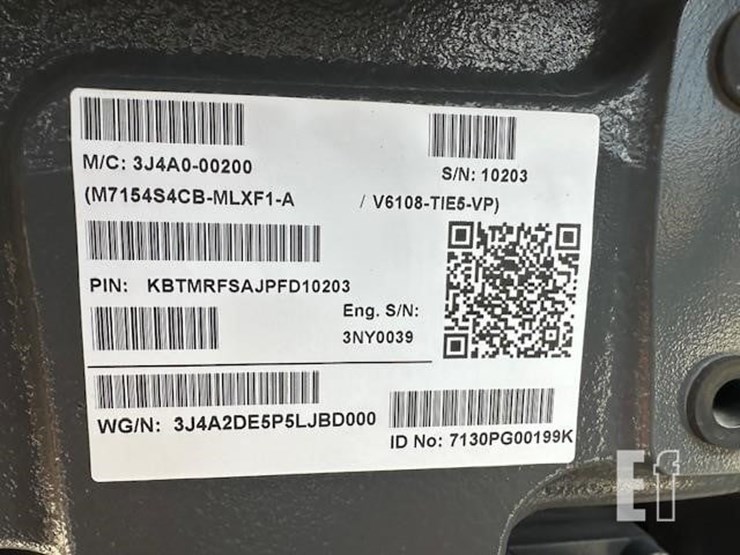 M/C: 3J4A0-00200
S/N: 10203
(M7154S4CB-MLXF1-A / V6108-TIE5-VP)
PIN: KBTMRFSAJPFD10203
Eng. S/N:
3NY0039
WG/N: 3J4A2DE5P5LJBD000
ID No: 7130PG00199K
Ef